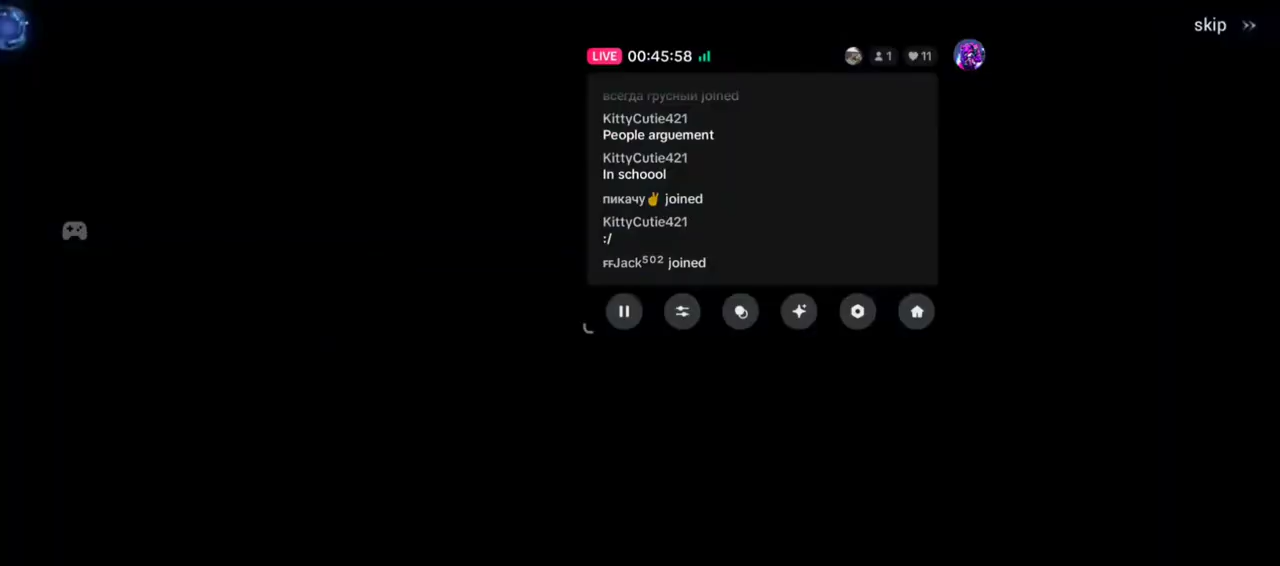 skip
LIVE 00:45:58
1
11
всегда грусный joined
KittyCutie421
People arguement
KittyCutie421
In schoool
пикачу✌ joined
KittyCutie421
:/
ꜰꜰJack⁵⁰² joined